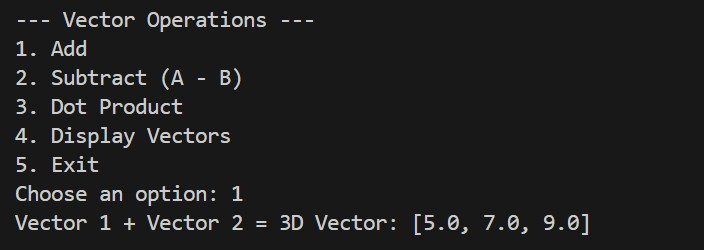 --- Vector Operations ---
1. Add
2. Subtract (A - B)
3. Dot Product
4. Display Vectors
5. Exit
Choose an option: 1
Vector 1 + Vector 2 = 3D Vector: [5.0, 7.0, 9.0]